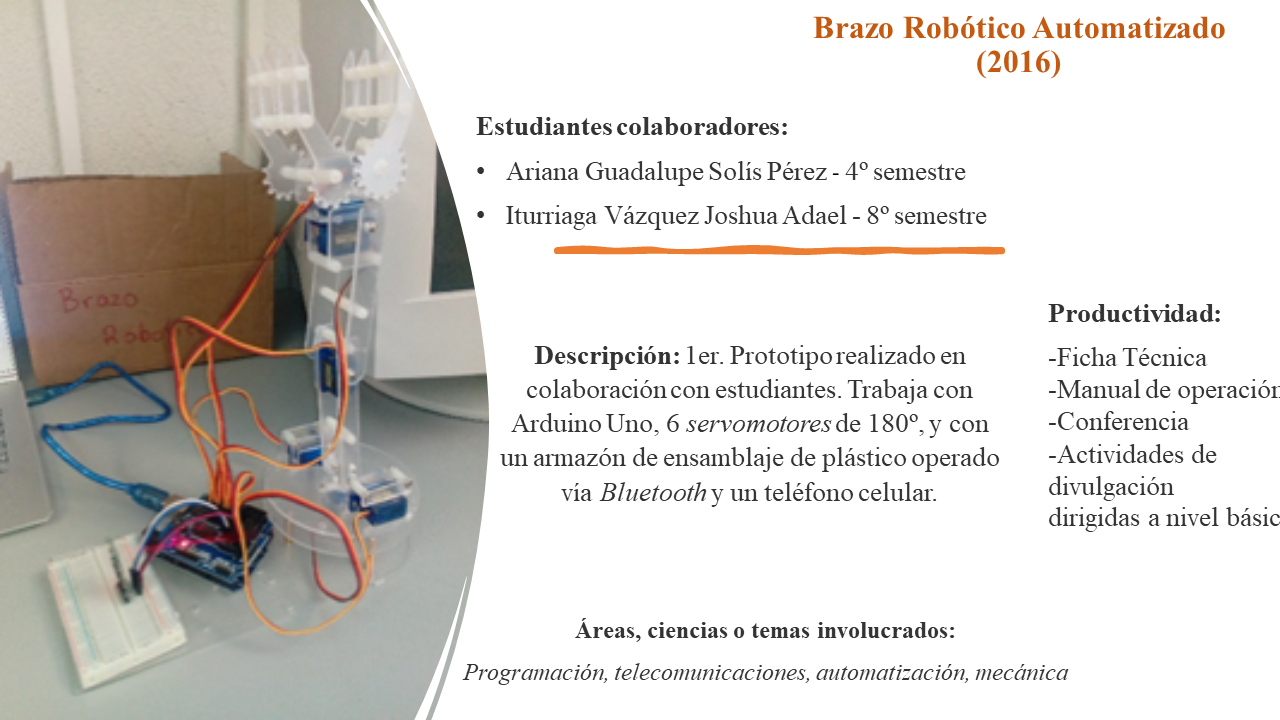 Brazo Robótico Automatizado
(2016)
Estudiantes colaboradores:
• Ariana Guadalupe Solís Pérez - 4º semestre
• Iturriaga Vázquez Joshua Adael - 8º semestre
Descripción: 1er. Prototipo realizado en
colaboración con estudiantes. Trabaja con
Arduino Uno, 6 servomotores de 180º, y con
un armazón de ensamblaje de plástico operado
vía Bluetooth y un teléfono celular.
Productividad:
-Ficha Técnica
-Manual de operación
-Conferencia
-Actividades de
divulgación
dirigidas a nivel básic
Áreas, ciencias o temas involucrados:
Programación, telecomunicaciones, automatización, mecánica
Brazo